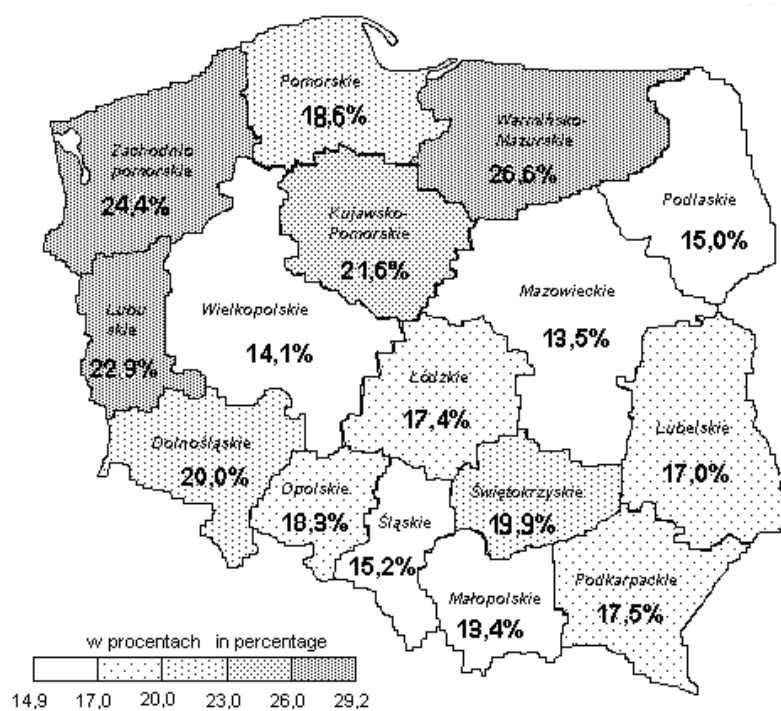 Pomorskie
18,6%
Warmińsko-
Mazurskie
26,6%
Zachodnio
pomorskie
24,4%
Podlaskie
15,0%
Kujawsko-
Pomorskie
21,6%
Mazowieckie
13,5%
Lubu
skie
22,9%
Wielkopolskie
14,1%
Łódzkie
17,4%
Lubelskie
17,0%
Dolnośląskie
20,0%
Opolskie
18,3%
Śląskie
15,2%
Świętokrzyskie
19,9%
Małopolskie
13,4%
Podkarpackie
17,5%
w procentach in percentage
14,9 17,0 20,0 23,0 26,0 29,2